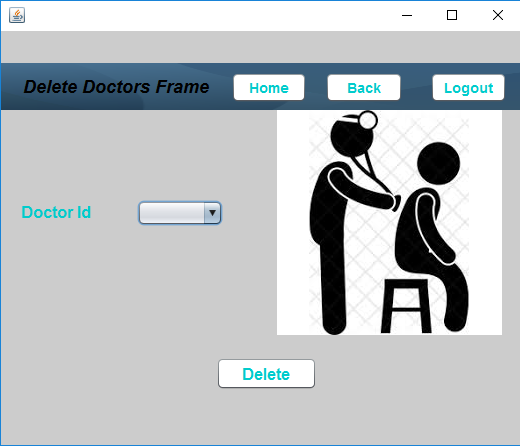 Delete Doctors Frame
Home
Back
Logout
Doctor Id
Delete